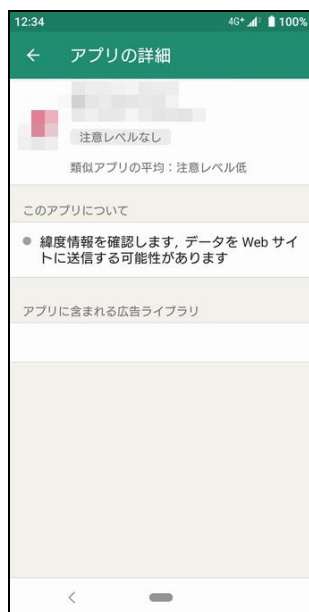 12:34
4G+
100%
アプリの詳細
注意レベルなし
類似アプリの平均：注意レベル低
このアプリについて
緯度情報を確認します, データを Web サイ
トに送信する可能性があります
アプリに含まれる広告ライブラリ